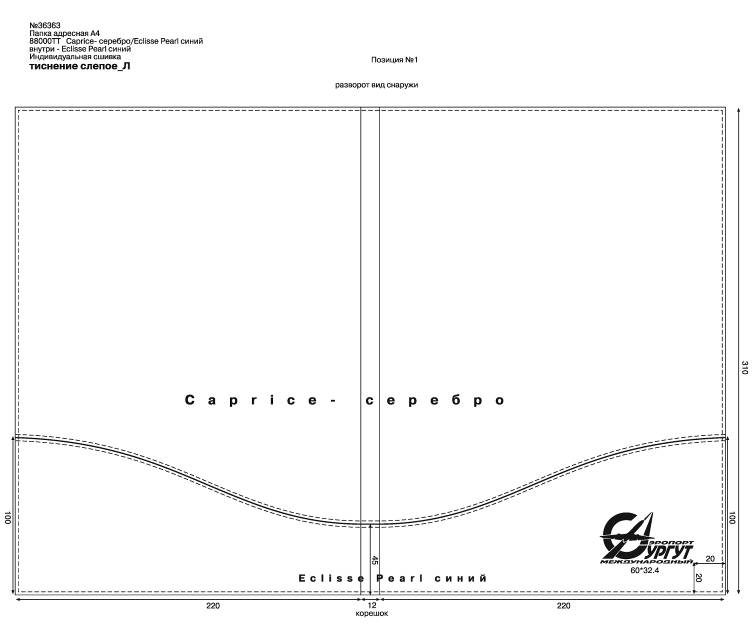 №36363
Папка адресная А4
88000ТТ Caprice- серебро/Eclisse Pearl синий
внутри - Eclisse Pearl синий
Индивидуальная сшивка
тиснение слепое_Л
Позиция №1
разворот вид снаружи
310
Caprice- серебро
100
100
45
АЭРОПОРТ
СУРГУТ
МЕЖДУНАРОДНЫЙ
60*32.4
20
20
Eclisse Pearl синий
220
12
220
корешок